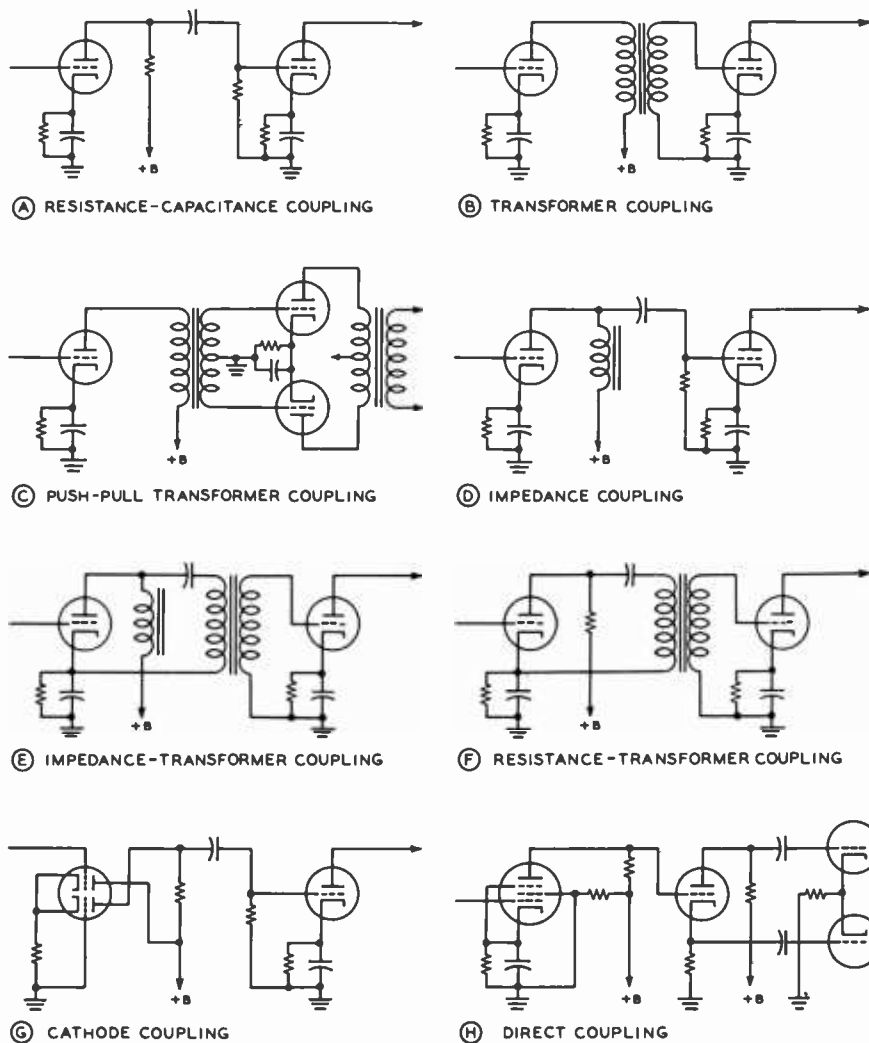 +B
Ⓐ RESISTANCE-CAPACITANCE COUPLING
+B
Ⓑ TRANSFORMER COUPLING
+B
Ⓒ PUSH-PULL TRANSFORMER COUPLING
+B
Ⓓ IMPEDANCE COUPLING
+B
Ⓔ IMPEDANCE-TRANSFORMER COUPLING
+B
Ⓕ RESISTANCE-TRANSFORMER COUPLING
+B
Ⓖ CATHODE COUPLING
+B +B
Ⓗ DIRECT COUPLING